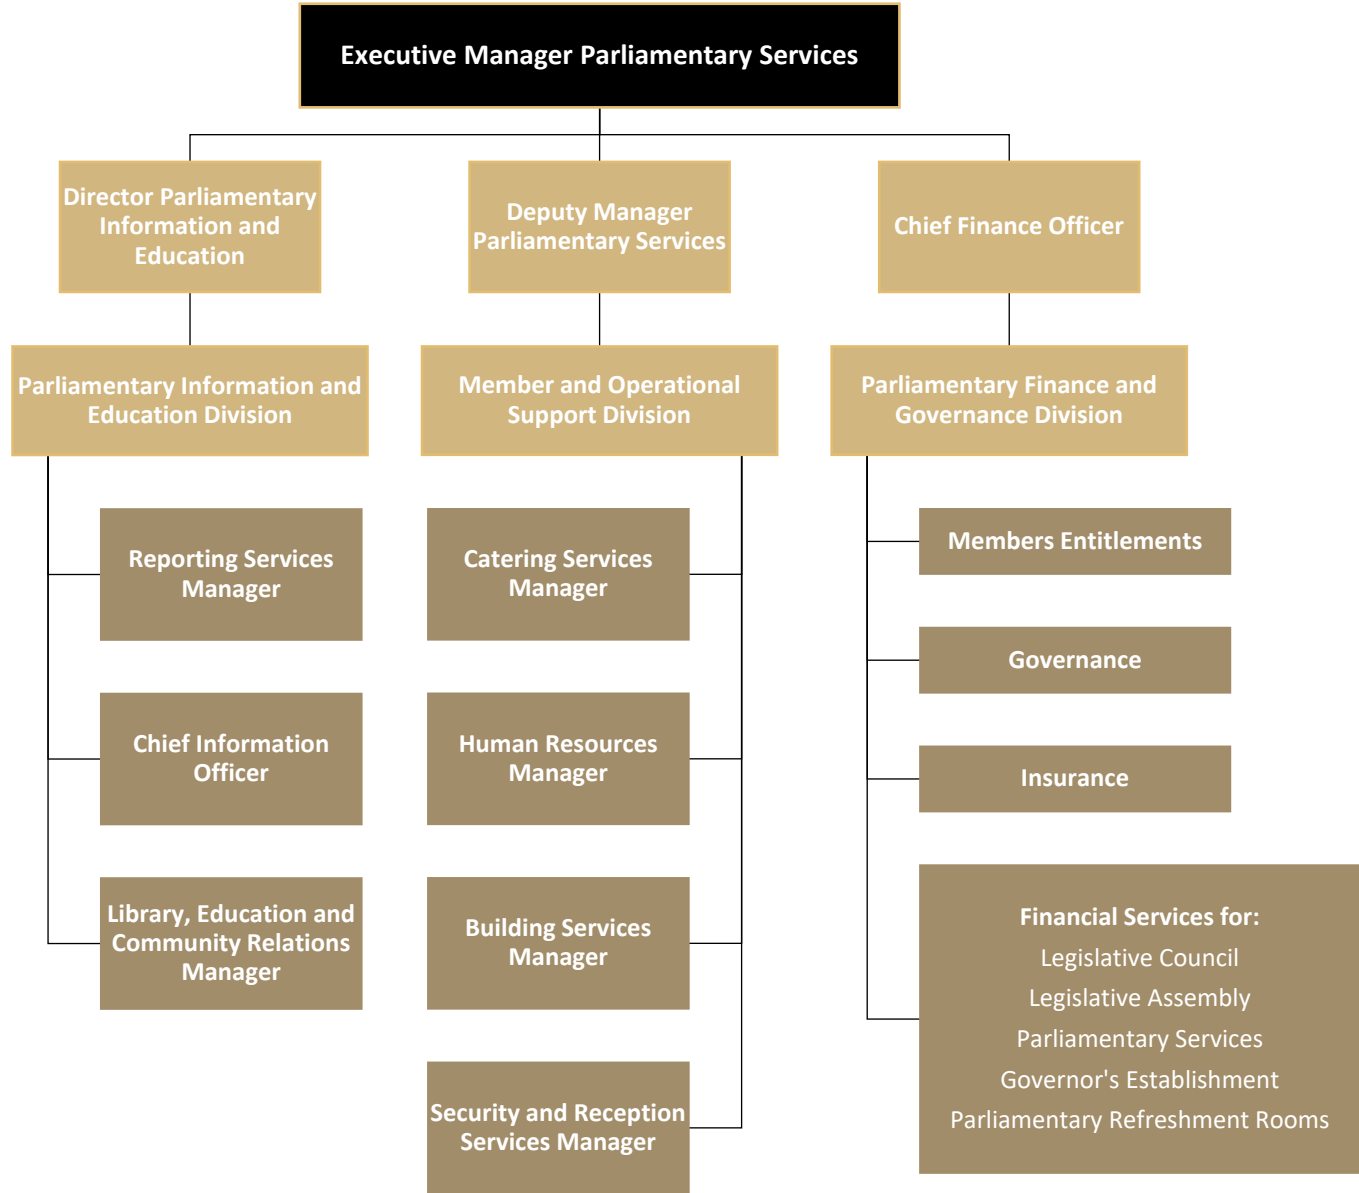 Executive Manager Parliamentary Services
Director Parliamentary
Information and
Education
Deputy Manager
Parliamentary Services
Chief Finance Officer
Parliamentary Information and
Education Division
Member and Operational
Support Division
Parliamentary Finance and
Governance Division
Reporting Services
Manager
Chief Information
Officer
Library, Education and
Community Relations
Manager
Catering Services
Manager
Human Resources
Manager
Building Services
Manager
Security and Reception
Services Manager
Members Entitlements
Governance
Insurance
Financial Services for:
Legislative Council
Legislative Assembly
Parliamentary Services
Governor's Establishment
Parliamentary Refreshment Rooms